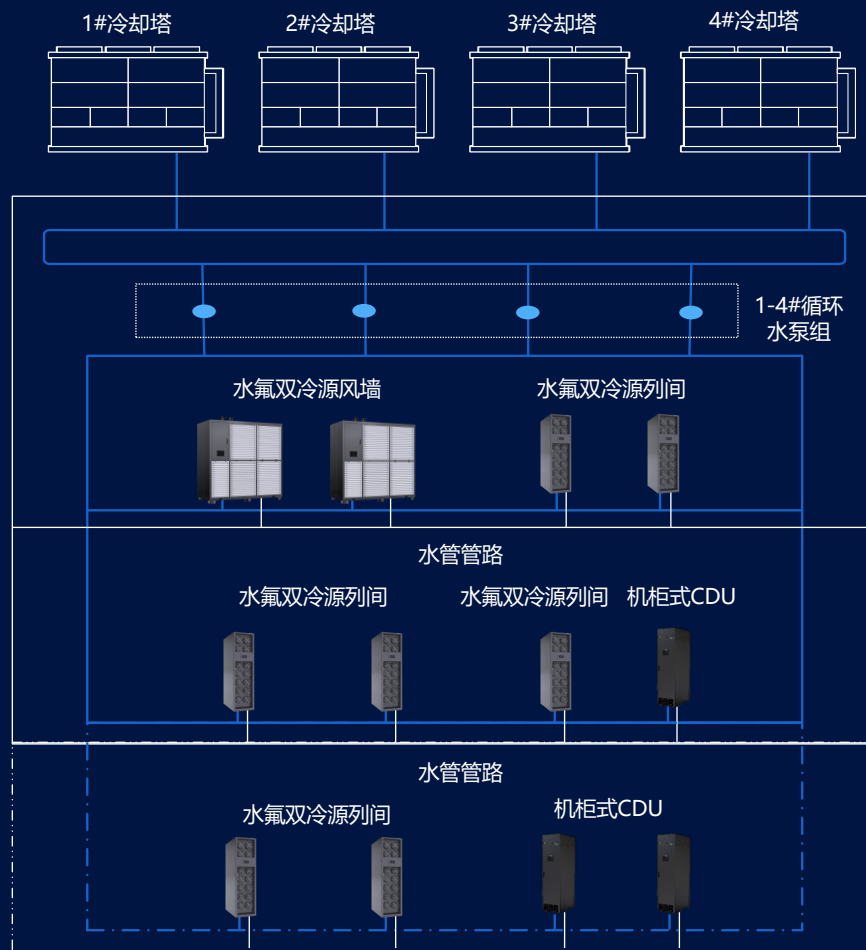 1#冷却塔
2#冷却塔
3#冷却塔
4#冷却塔
1-4#循环
水泵组
水氟双冷源风墙
水氟双冷源列间
水管管路
水氟双冷源列间
水氟双冷源列间
机柜式CDU
水管管路
水氟双冷源列间
机柜式CDU